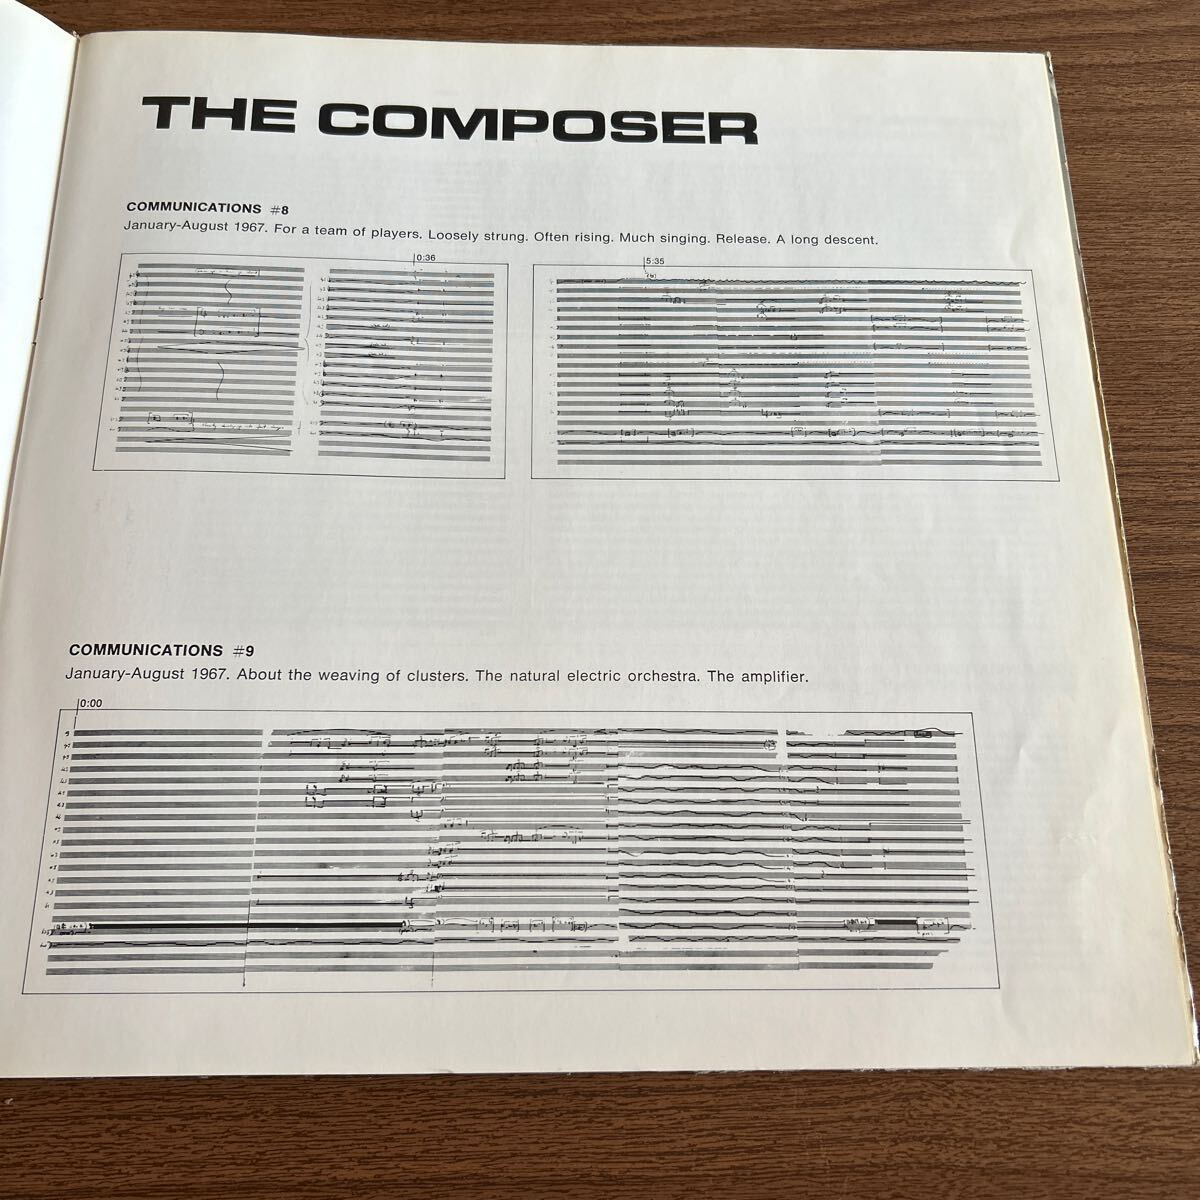 THE COMPOSER
COMMUNICATIONS #8
January-August 1967. For a team of players. Loosely strung. Often rising. Much singing. Release. A long descent.
0:36
5:35
COMMUNICATIONS #9
January-August 1967. About the weaving of clusters. The natural electric orchestra. The amplifier.
0:00